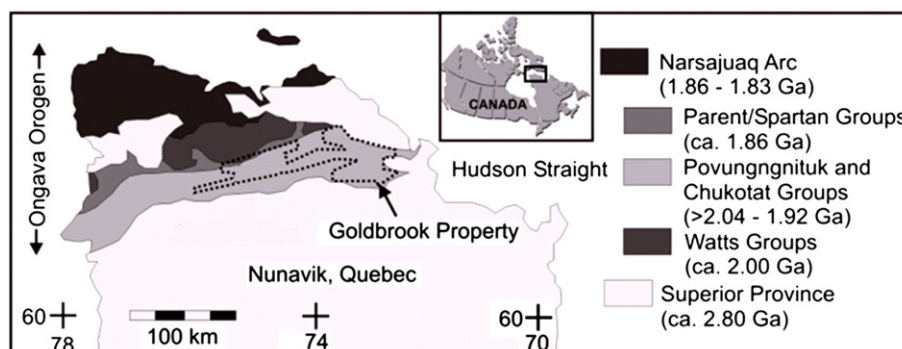 Ongava Orogen
CANADA
Hudson Straight
Goldbrook Property
Nunavik, Quebec
60
78
100 km
74
60
70
Narsajuaq Arc
(1.86 - 1.83 Ga)
Parent/Spartan Groups
(ca. 1.86 Ga)
Povungngnituk and
Chukotat Groups
(>2.04 - 1.92 Ga)
Watts Groups
(ca. 2.00 Ga)
Superior Province
(ca. 2.80 Ga)